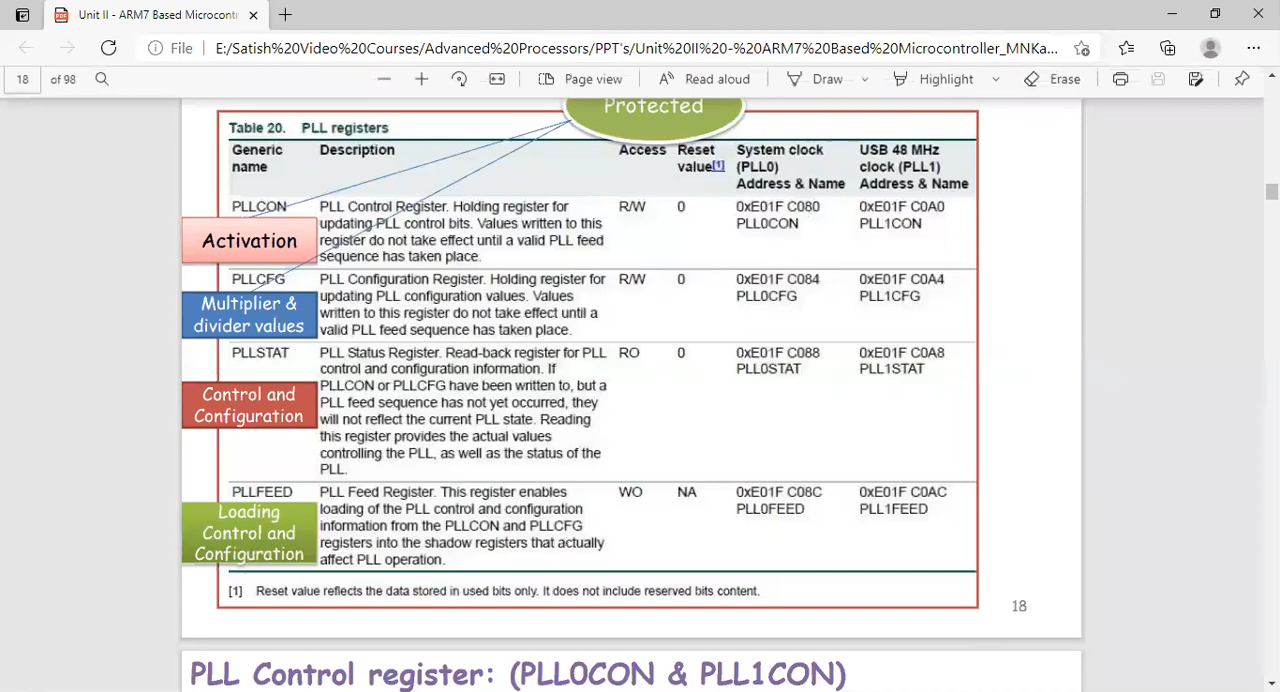 Unit II - ARM7 Based Microcontr
File
E:/Satish%20Video%20Courses/Advanced%20Processors/PPT's/Unit%20II%20-%20ARM7%20Based%20Microcontroller_MNKa...
18 of 98
Page view
Read aloud
Draw
Highlight
Erase
Protected
Table 20. PLL registers
Generic name Description Access Reset value[1] System clock (PLL0) Address & Name USB 48 MHz clock (PLL1) Address & Name
PLLCON PLL Control Register. Holding register for R/W 0 0xE01F C080 0xE01F C0A0
updating PLL control bits. Values written to this PLL0CON PLL1CON
register do not take effect until a valid PLL feed
sequence has taken place.
Activation
PLLCFG PLL Configuration Register. Holding register for R/W 0 0xE01F C084 0xE01F C0A4
updating PLL configuration values. Values PLL0CFG PLL1CFG
written to this register do not take effect until a
valid PLL feed sequence has taken place.
Multiplier &
divider values
PLLSTAT PLL Status Register. Read-back register for PLL RO 0 0xE01F C088 0xE01F C0A8
control and configuration information. If PLL0STAT PLL1STAT
PLLCON or PLLCFG have been written to, but a
PLL feed sequence has not yet occurred, they
will not reflect the current PLL state. Reading
this register provides the actual values
controlling the PLL, as well as the status of the
PLL.
Control and
Configuration
PLLFEED PLL Feed Register. This register enables WO NA 0xE01F C08C 0xE01F C0AC
loading of the PLL control and configuration PLL0FEED PLL1FEED
information from the PLLCON and PLLCFG
registers into the shadow registers that actually
affect PLL operation.
Loading
Control and
Configuration
[1] Reset value reflects the data stored in used bits only. It does not include reserved bits content.
18
PLL Control register: (PLL0CON & PLL1CON)